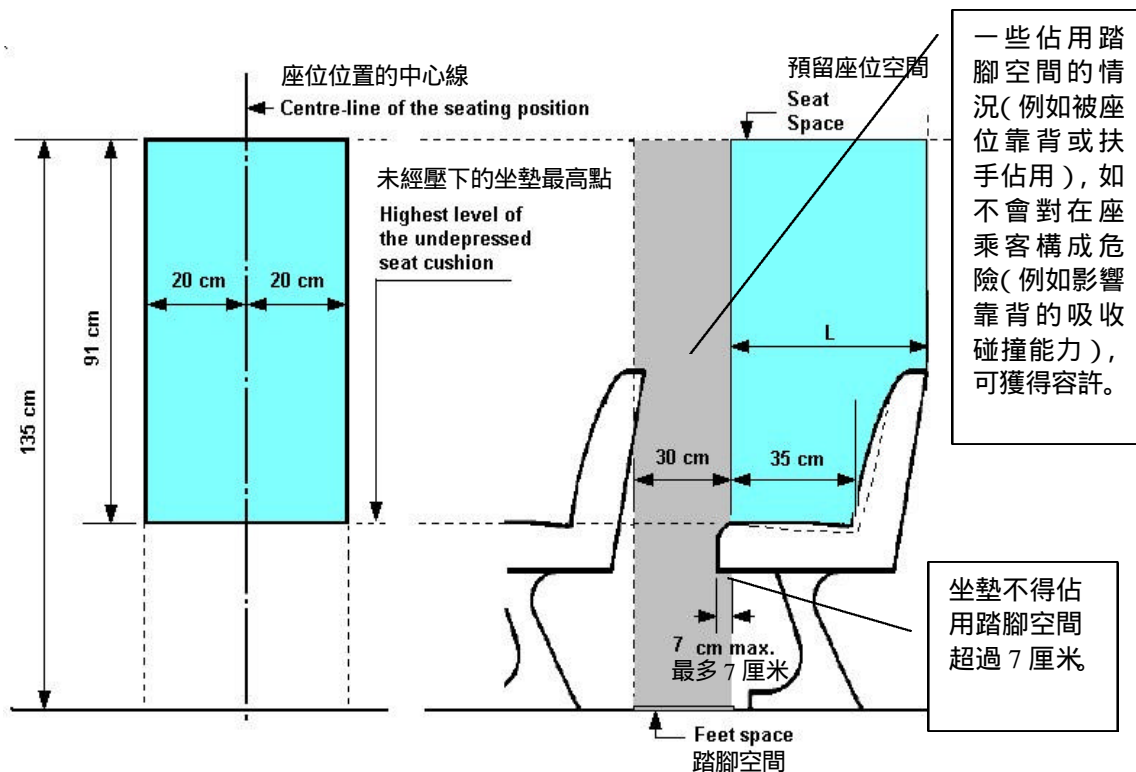 座位位置的中心線
Centre-line of the seating position
預留座位空間
Seat
Space
一些佔用踏
腳空間的情
況(例如被座
位靠背或扶
手佔用),如
不會對在座
乘客構成危
險(例如影響
靠背的吸收
碰撞能力),
可獲得容許。
未經壓下的坐墊最高點
Highest level of
the undepressed
seat cushion
20 cm
20 cm
91 cm
135 cm
L
30 cm
35 cm
7 cm max.
最多 7 厘米
坐墊不得佔
用踏腳空間
超過 7 厘米。
Feet space
踏腳空間